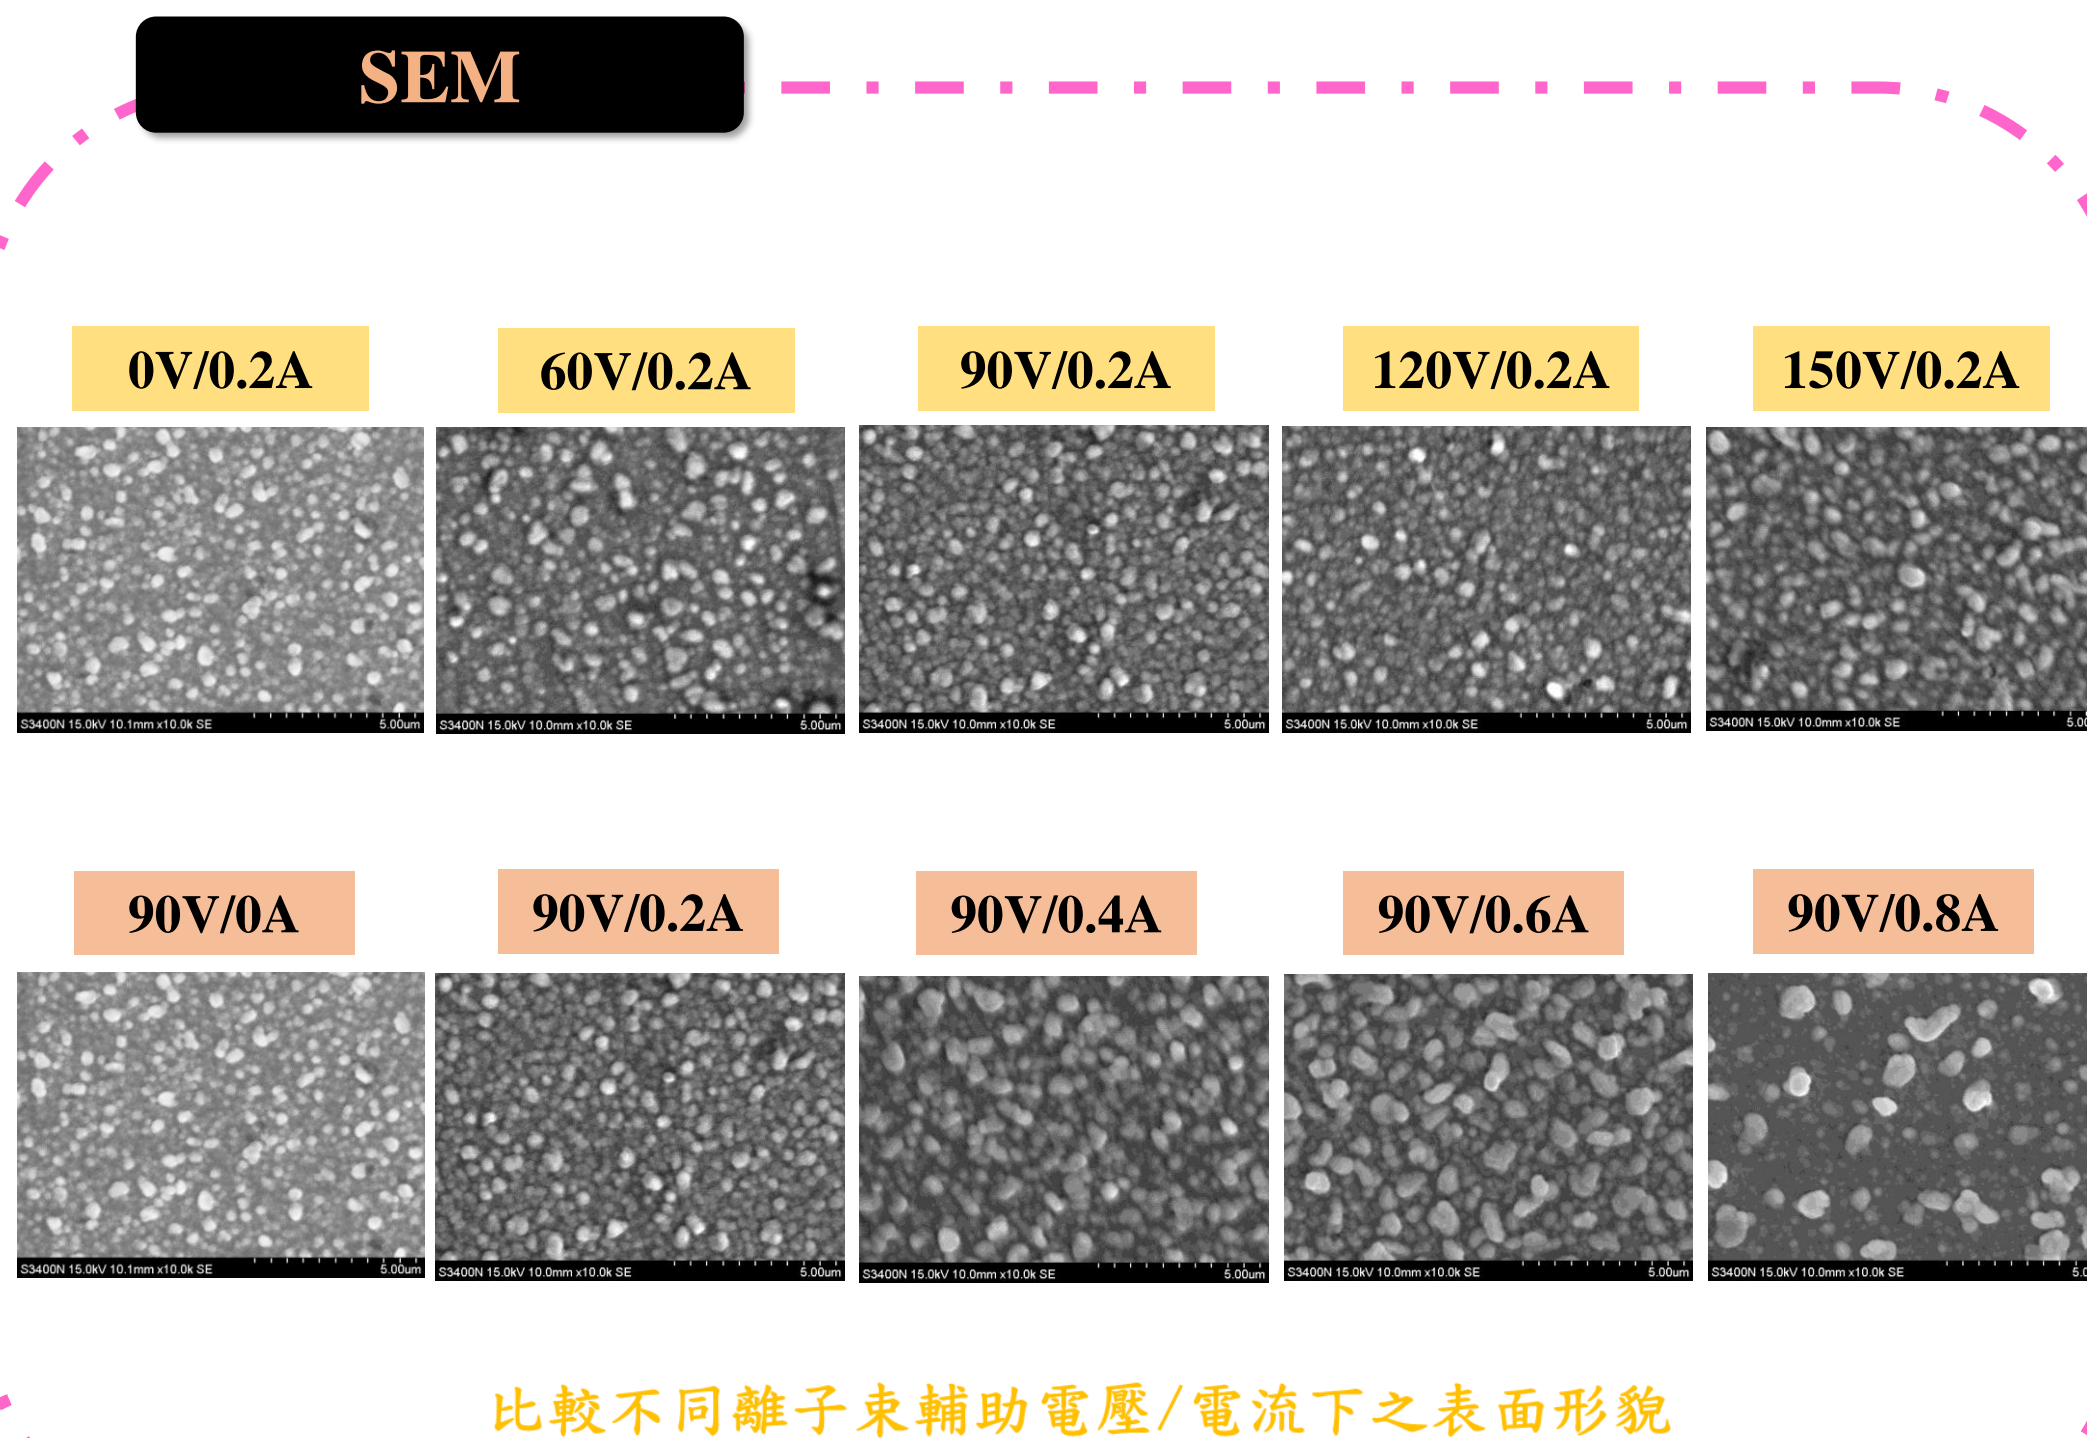 SEM
0V/0.2A
60V/0.2A
90V/0.2A
120V/0.2A
150V/0.2A
S3400N 15.0kV 10.1mm x10.0k SE 5.00um
S3400N 15.0kV 10.0mm x10.0k SE 5.00um
S3400N 15.0kV 10.0mm x10.0k SE 5.00um
S3400N 15.0kV 10.0mm x10.0k SE 5.00um
S3400N 15.0kV 10.0mm x10.0k SE 5.00
90V/0A
90V/0.2A
90V/0.4A
90V/0.6A
90V/0.8A
S3400N 15.0kV 10.1mm x10.0k SE 5.00um
S3400N 15.0kV 10.0mm x10.0k SE 5.00um
S3400N 15.0kV 10.0mm x10.0k SE 5.00um
S3400N 15.0kV 10.0mm x10.0k SE 5.00um
S3400N 15.0kV 10.0mm x10.0k SE 5.0
比較不同離子束輔助電壓/電流下之表面形貌